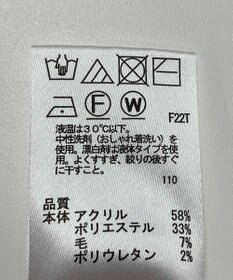 F W
F22T
液温は30℃以下。
中性洗剤(おしゃれ着洗い)を
使用。漂白剤は液体タイプを使
用。よくすすぎ、絞りの後すぐ
に干すこと。
110
品質
本体 アクリル 58%
ポリエステル 33%
毛 7%
ポリウレタン 2%